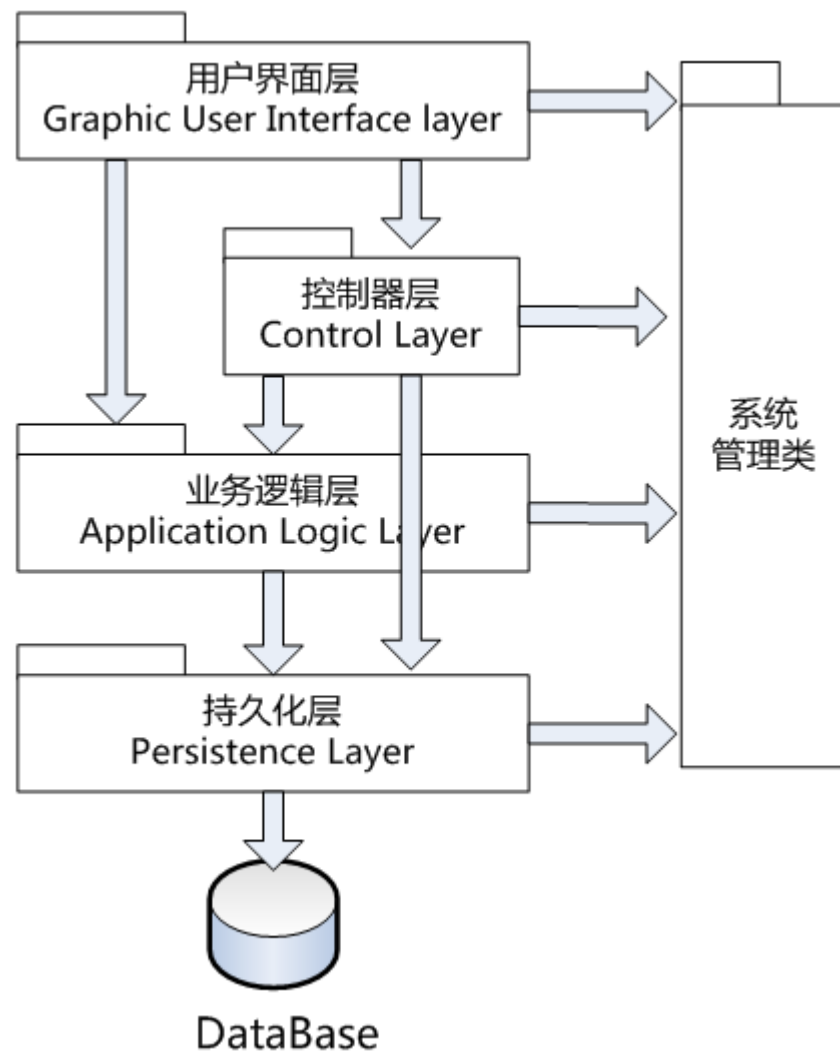 用户界面层
Graphic User Interface layer
控制器层
Control Layer
业务逻辑层
Application Logic Layer
持久化层
Persistence Layer
系统
管理类
DataBase